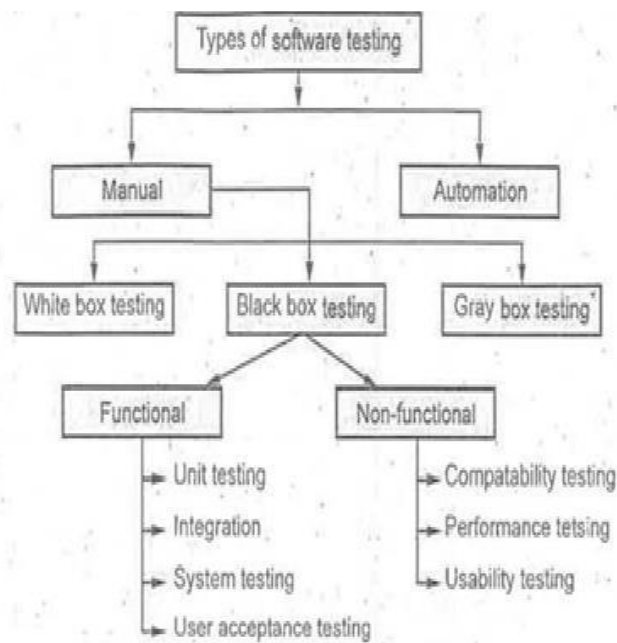 Types of software testing
Manual
Automation
White box testing
Black box testing
Gray box testing
Functional
Non-functional
Unit testing
Compatability testing
Integration
Performance tetsing
System testing
Usability testing
User acceptance testing